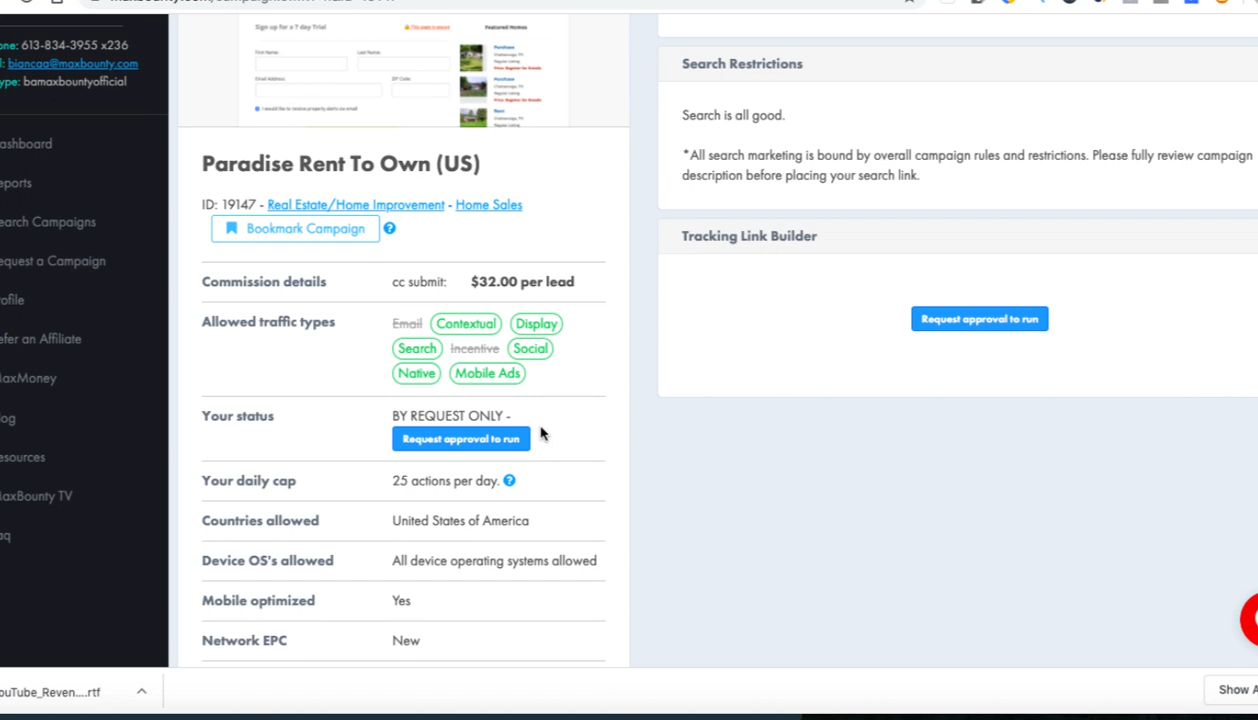 613-834-3955 x236
biancaa@maxbounty.com
bamaxbountyofficial
Sign up for a 7 day Trial
Featured Homes
First Name:
Last Name:
Email Address:
ZIP Code:
I would like to receive property alerts via email
Purchase
Purchase
Rent
Paradise Rent To Own (US)
ID: 19147 - Real Estate/Home Improvement - Home Sales
Bookmark Campaign ?
Commission details cc submit: $32.00 per lead
Allowed traffic types Email Contextual Display
Search Incentive Social
Native Mobile Ads
Your status BY REQUEST ONLY -
Request approval to run
Your daily cap 25 actions per day. ?
Countries allowed United States of America
Device OS's allowed All device operating systems allowed
Mobile optimized Yes
Network EPC New
ashboard
eports
earch Campaigns
equest a Campaign
ofile
efer an Affiliate
axMoney
og
esources
axBounty TV
aq
Search Restrictions
Search is all good.
*All search marketing is bound by overall campaign rules and restrictions. Please fully review campaign
description before placing your search link.
Tracking Link Builder
Request approval to run
ouTube_Reven....rtf
Show A